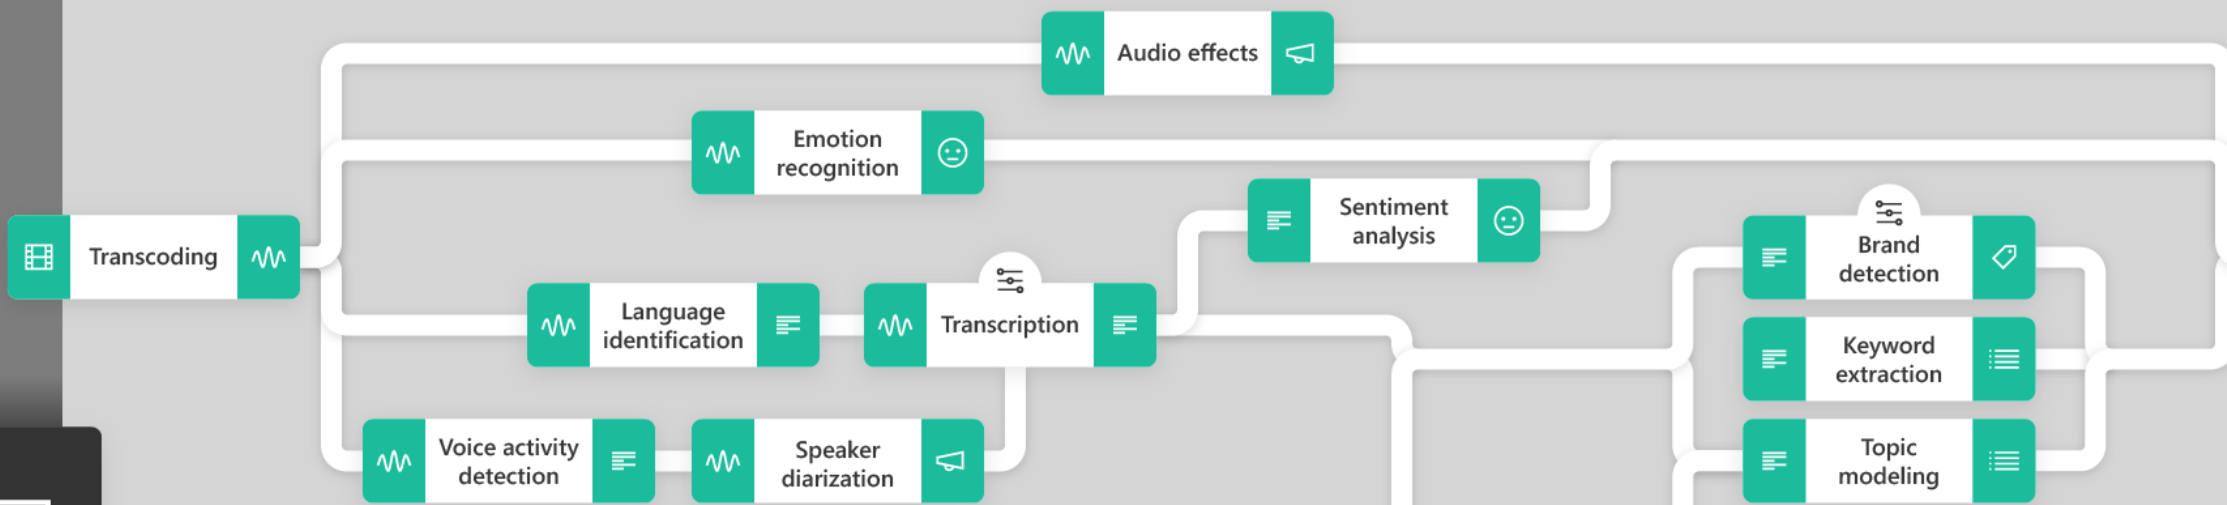 Audio effects
Emotion
recognition
Sentiment
analysis
Transcoding
Brand
detection
Language
identification
Transcription
Keyword
extraction
Voice activity
detection
Speaker
diarization
Topic
modeling